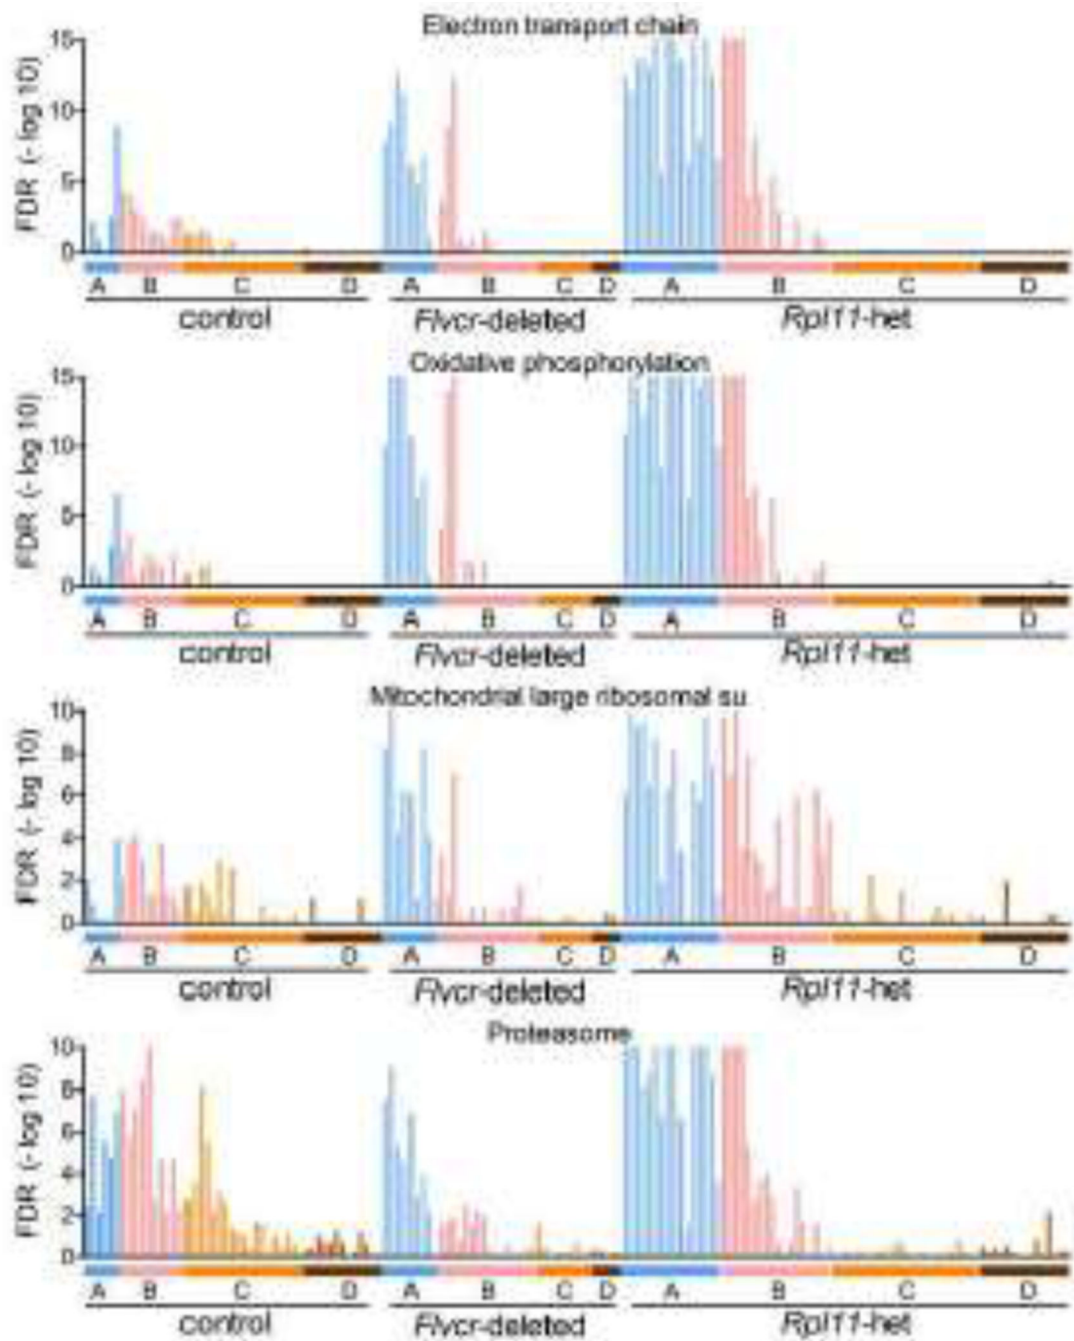 Electron transport chain
FDR (- log 10)
15
10
5
0
A B C D A B C D A B C D
control Flvcr-deleted Rpl11-het
Oxidative phosphorylation
FDR (- log 10)
15
10
5
0
A B C D A B C D A B C D
control Flvcr-deleted Rpl11-het
Mitochondrial large ribosomal su
FDR (- log 10)
10
8
6
4
2
0
A B C D A B C D A B C D
control Flvcr-deleted Rpl11-het
Proteasome
FDR (- log 10)
10
8
6
4
2
0
A B C D A B C D A B C D
control Flvcr-deleted Rpl11-het